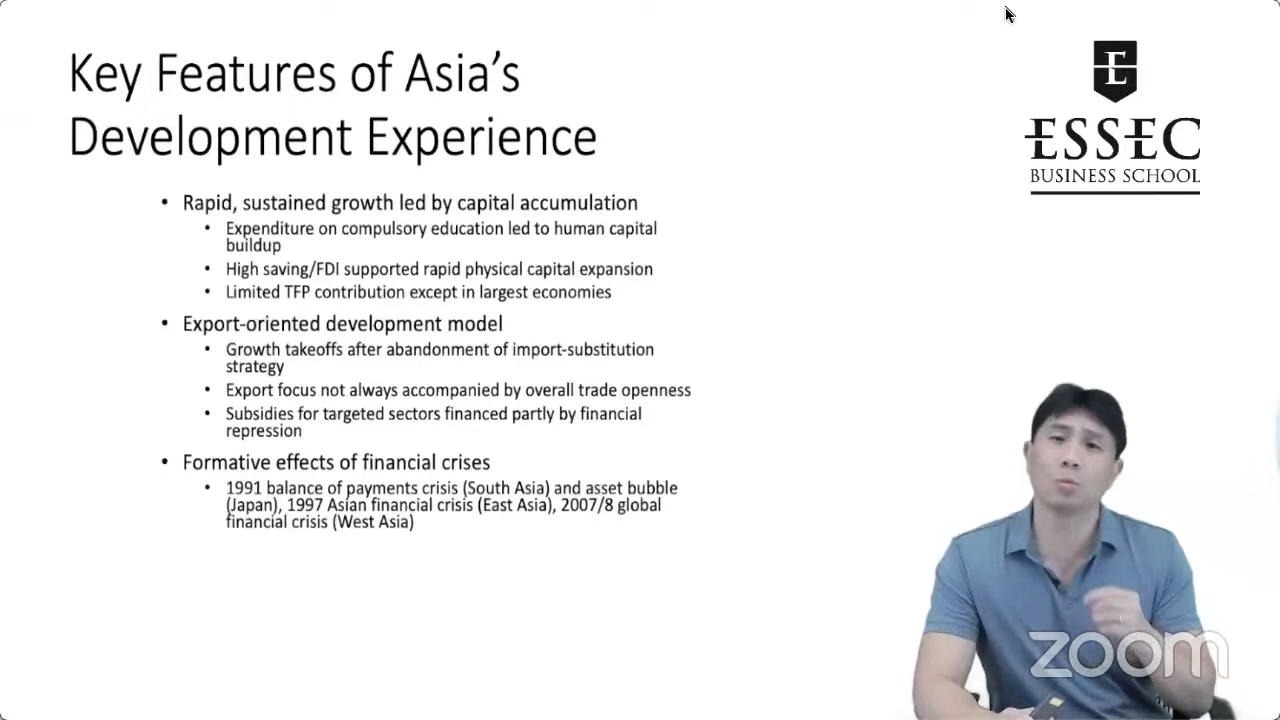 Key Features of Asia's
Development Experience
E
ESSEC
BUSINESS SCHOOL
• Rapid, sustained growth led by capital accumulation
• Expenditure on compulsory education led to human capital
buildup
• High saving/FDI supported rapid physical capital expansion
• Limited TFP contribution except in largest economies
• Export-oriented development model
• Growth takeoffs after abandonment of import-substitution
strategy
• Export focus not always accompanied by overall trade openness
• Subsidies for targeted sectors financed partly by financial
repression
• Formative effects of financial crises
• 1991 balance of payments crisis (South Asia) and asset bubble
(Japan), 1997 Asian financial crisis (East Asia), 2007/8 global
financial crisis (West Asia)
zoom